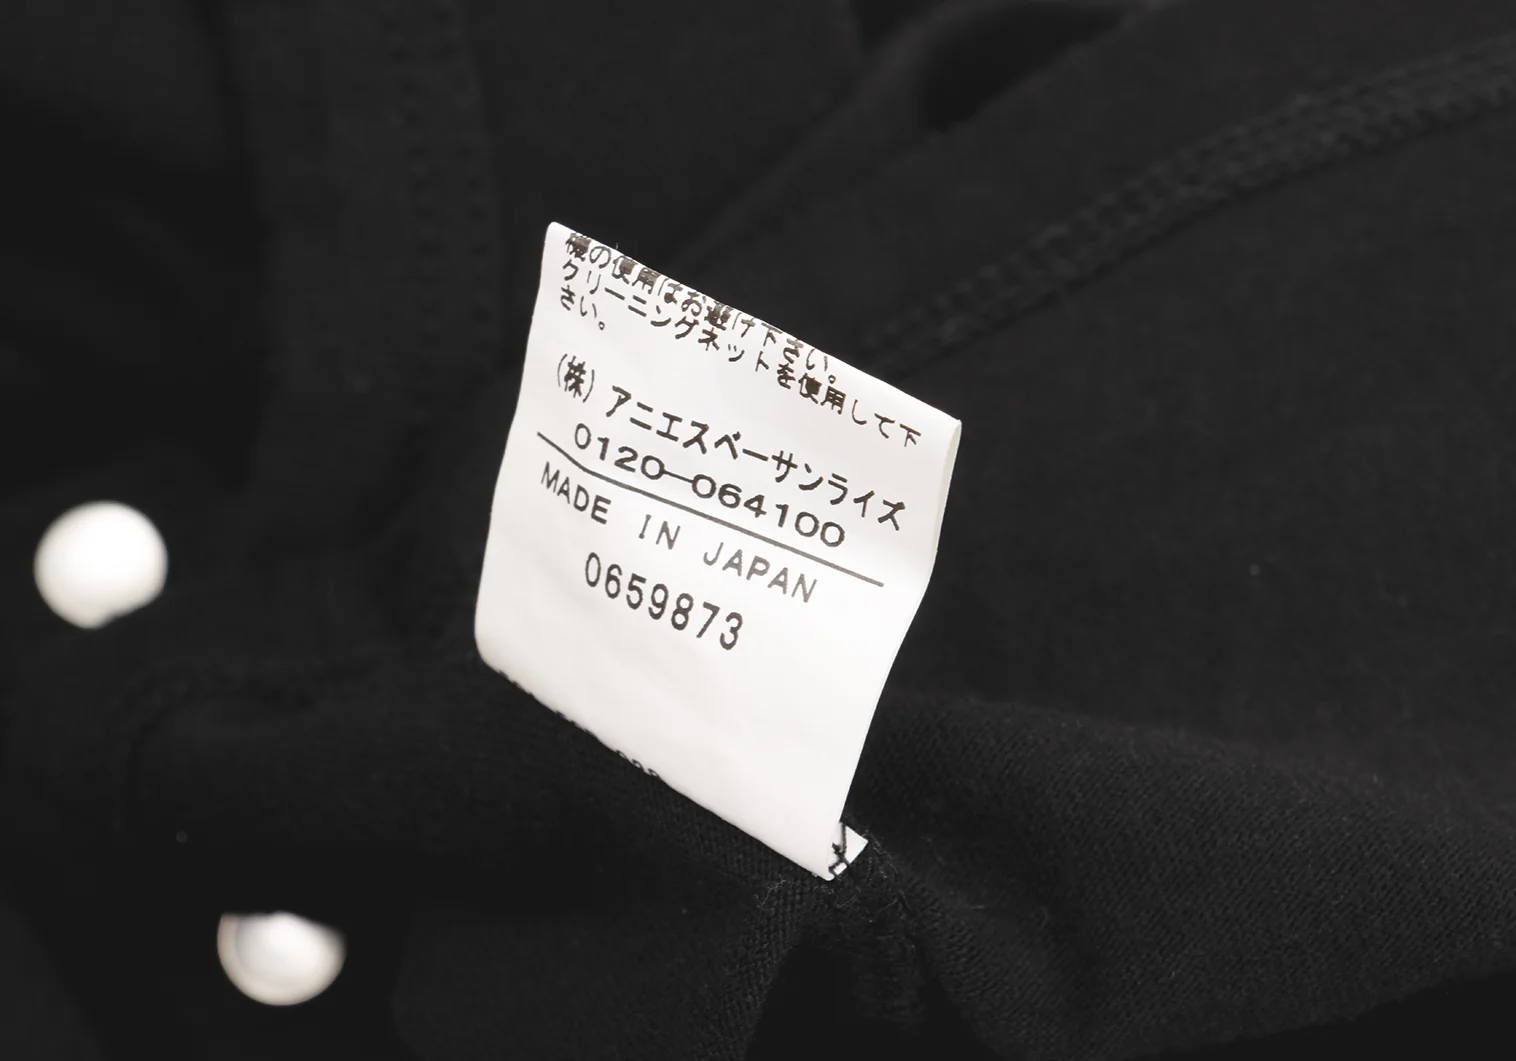 機の使用はお避け下さい。
クリーニングネットを使用して下
さい。
(株) アニエスベーサンライズ
0120-064100
MADE IN JAPAN
0659873